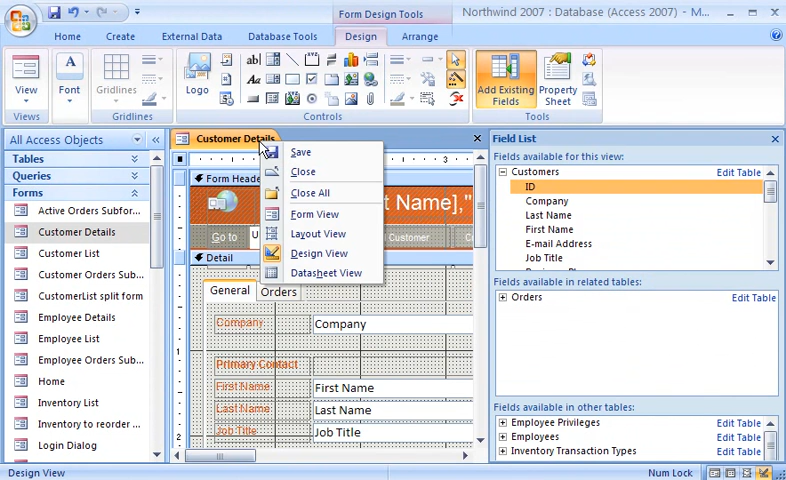 Form Design Tools
Northwind 2007 : Database (Access 2007) - M...
Home
Create
External Data
Database Tools
Design
Arrange
View
Font
Gridlines
Logo
Add Existing
Fields
Property
Sheet
Views
Gridlines
Controls
Tools
All Access Objects
Tables
Queries
Forms
Active Orders Subfor...
Customer Details
Customer List
Customer Orders Sub...
CustomerList split form
Employee Details
Employee List
Employee Orders Sub...
Home
Inventory List
Inventory to reorder ...
Login Dialog
Customer Details
3
Save
Close
Close All
Form View
Layout View
Design View
Datasheet View
Form Heade
t Name],"
Go to
Customer
Detail
General
Orders
Company
Company
1
Primary Contact
First Name
First Name
Last Name
Last Name
Job Title
Job Title
2
Field List
Fields available for this view:
Customers
Edit Table
ID
Company
Last Name
First Name
E-mail Address
Job Title
Fields available in related tables:
Orders
Edit Table
Fields available in other tables:
Employee Privileges
Edit Table
Employees
Edit Table
Inventory Transaction Types
Edit Table
Design View
Num Lock